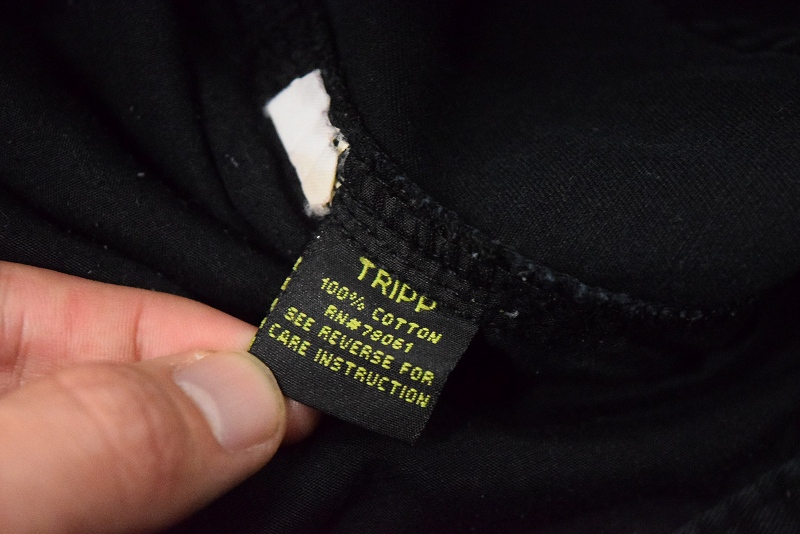 TRIPP
100% COTTON
RN#78061
SEE REVERSE FOR
CARE INSTRUCTION